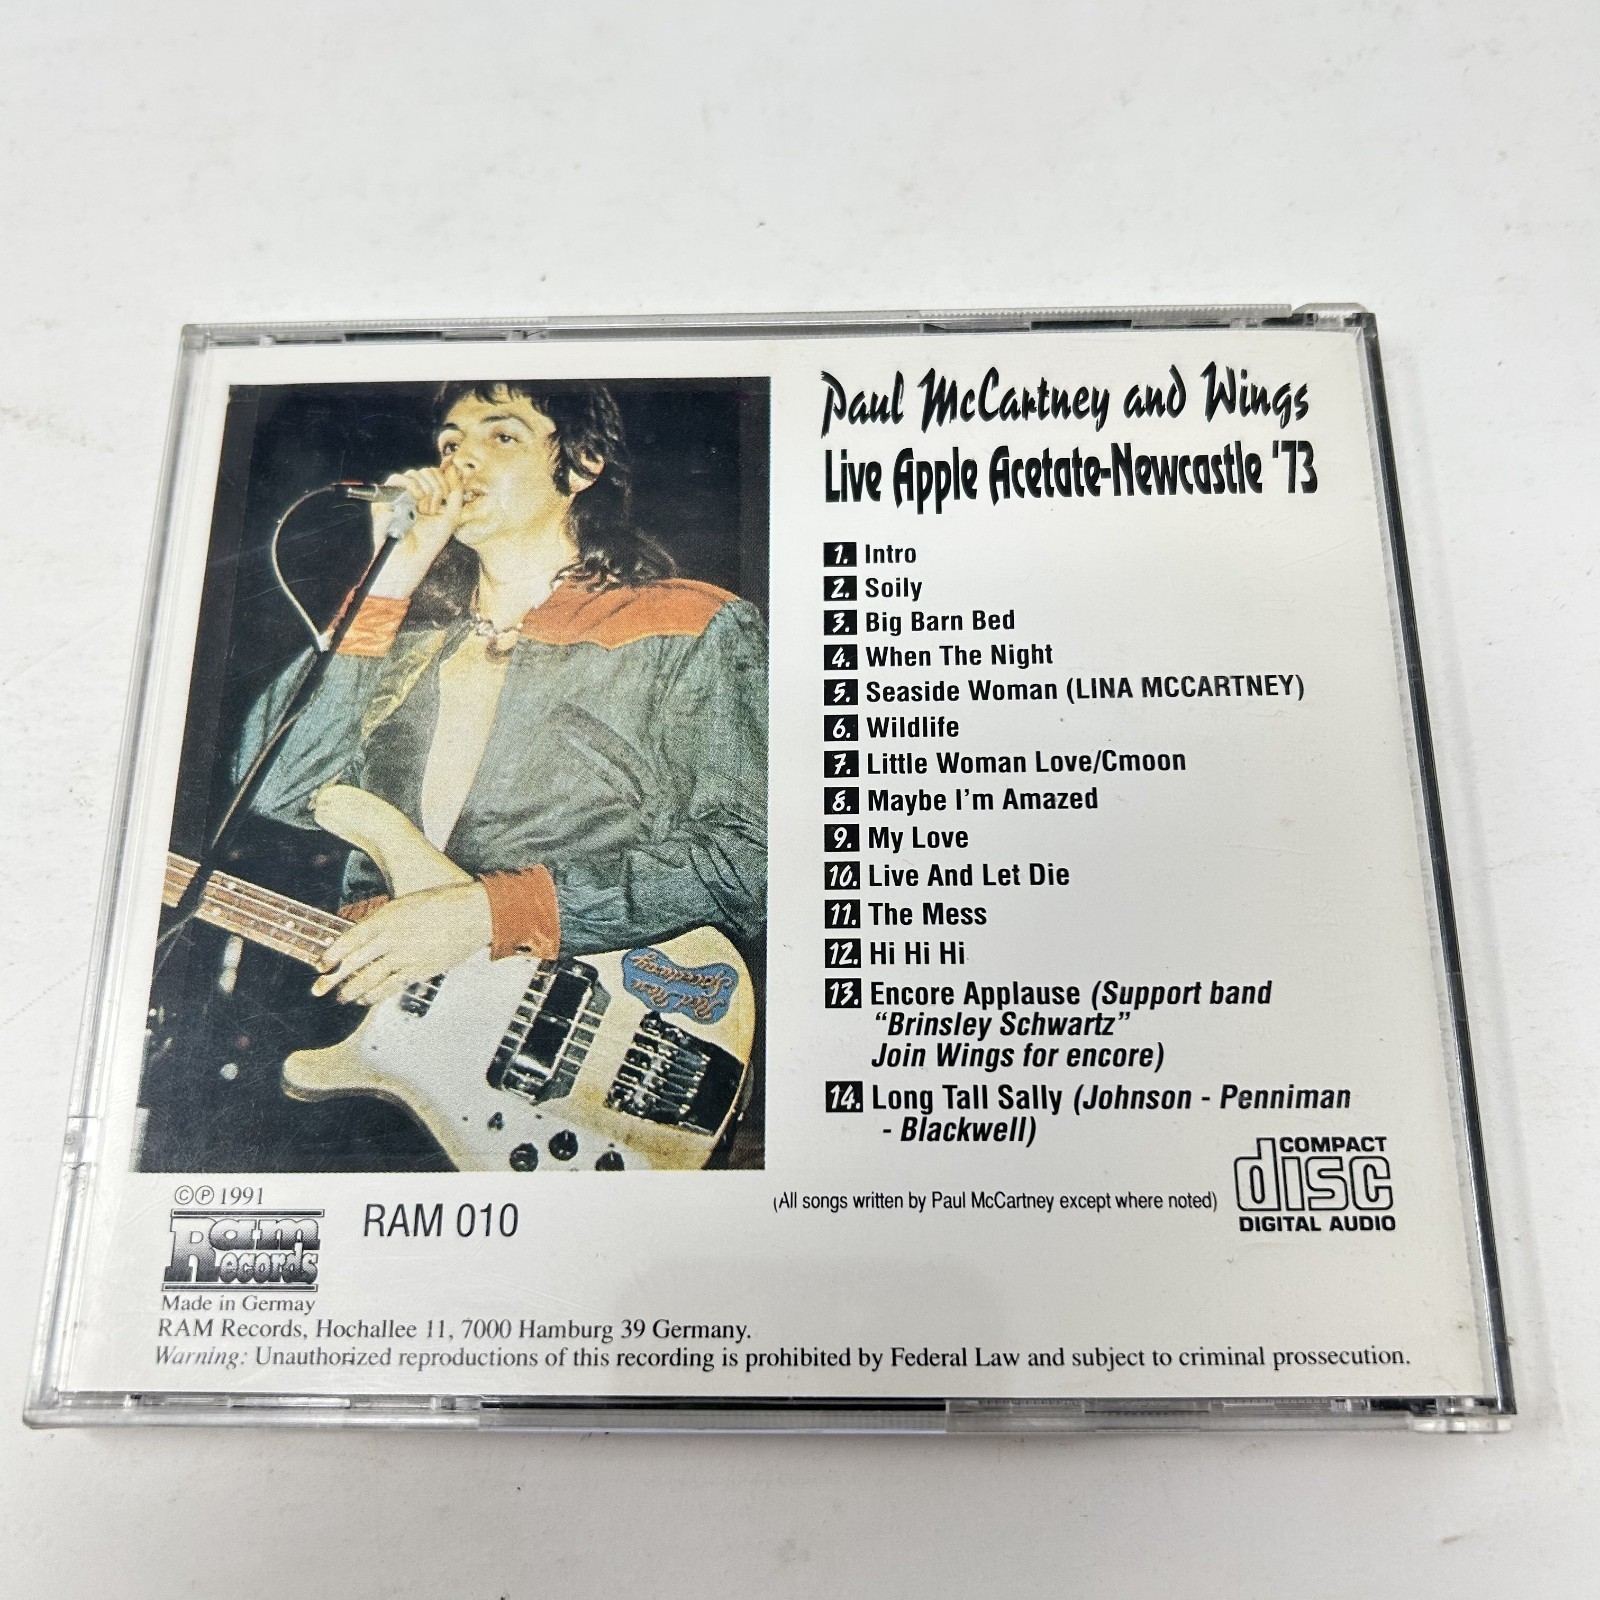 Paul McCartney and Wings
Live Apple Acetate-Newcastle '73
1. Intro
2. Soily
3. Big Barn Bed
4. When The Night
5. Seaside Woman (LINA MCCARTNEY)
6. Wildlife
7. Little Woman Love/Cmoon
8. Maybe I'm Amazed
9. My Love
10. Live And Let Die
11. The Mess
12. Hi Hi Hi
13. Encore Applause (Support band
"Brinsley Schwartz"
Join Wings for encore)
14. Long Tall Sally (Johnson - Penniman
- Blackwell)
(All songs written by Paul McCartney except where noted)
COMPACT
disc
DIGITAL AUDIO
©℗ 1991
Ram
Records
RAM 010
Made in Germay
RAM Records, Hochallee 11, 7000 Hamburg 39 Germany.
Warning: Unauthorized reproductions of this recording is prohibited by Federal Law and subject to criminal prossecution.
Red Rose
Speedway